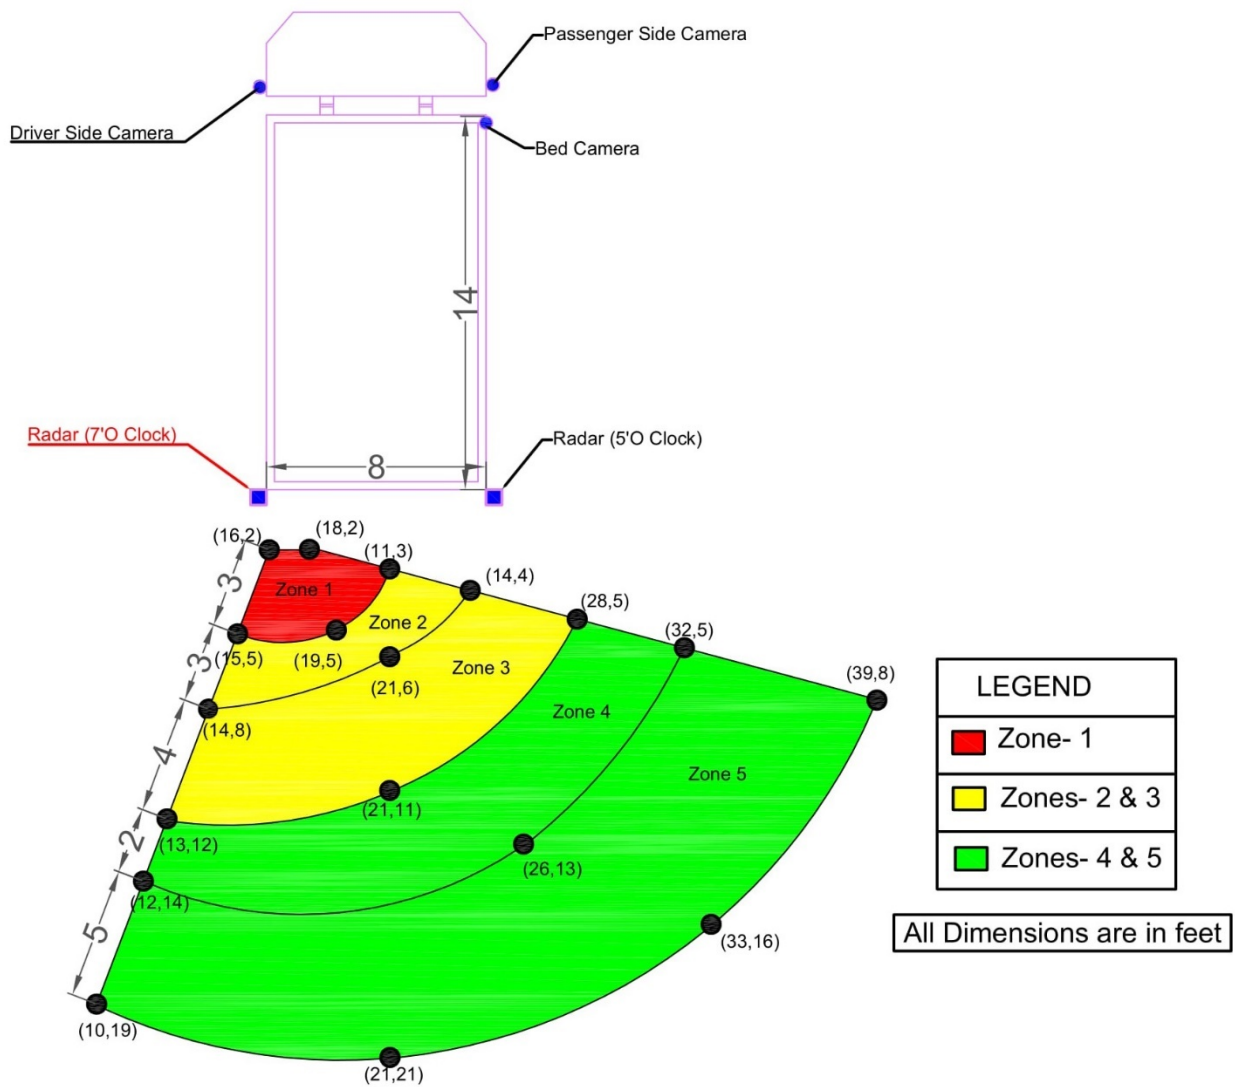 Passenger Side Camera
Driver Side Camera
Bed Camera
14
Radar (7'O Clock)
Radar (5'O Clock)
8
(16,2)
(18,2)
(11,3)
(14,4)
(28,5)
(32,5)
(39,8)
3
Zone 1
Zone 2
(15,5)
(19,5)
3
Zone 3
(21,6)
(14,8)
Zone 4
4
Zone 5
(21,11)
(13,12)
2
(26,13)
(12,14)
5
(33,16)
(10,19)
(21,21)
LEGEND
Zone- 1
Zones- 2 & 3
Zones- 4 & 5
All Dimensions are in feet